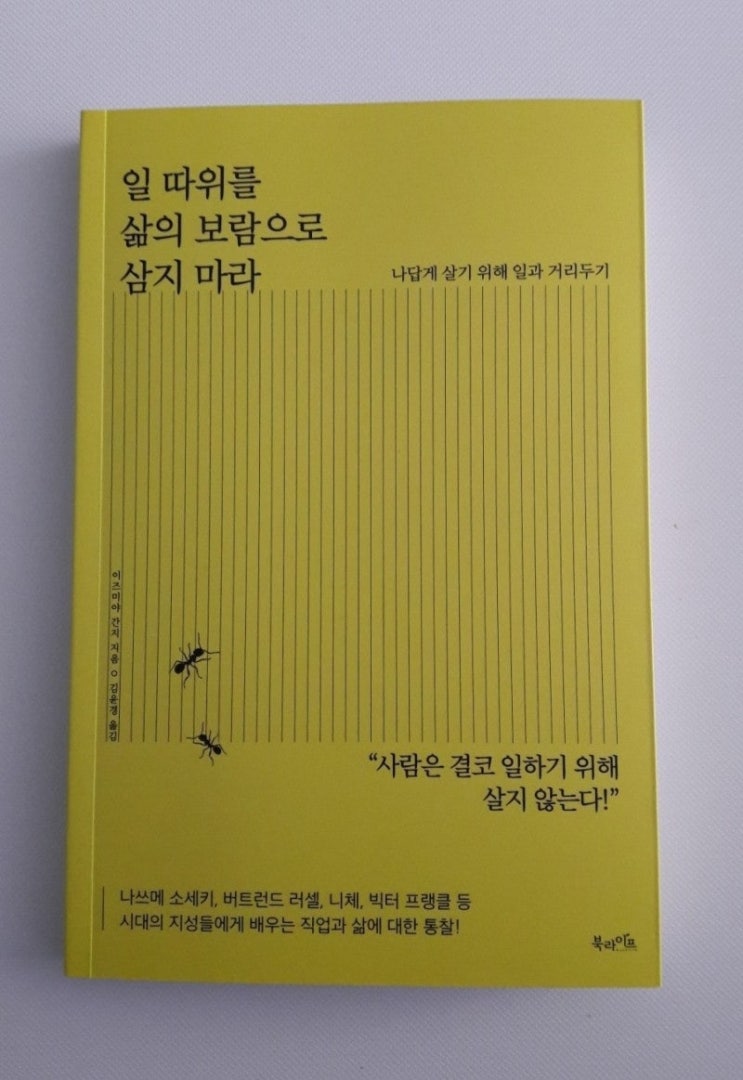 일 따위를
삶의 보람으로
삼지 마라
나답게 살기 위해 일과 거리두기
이즈미야 간지 지음 ○ 김윤경 옮김
“사람은 결코 일하기 위해
살지 않는다!”
나쓰메 소세키, 버트런드 러셀, 니체, 빅터 프랭클 등
시대의 지성들에게 배우는 직업과 삶에 대한 통찰!
북라이프